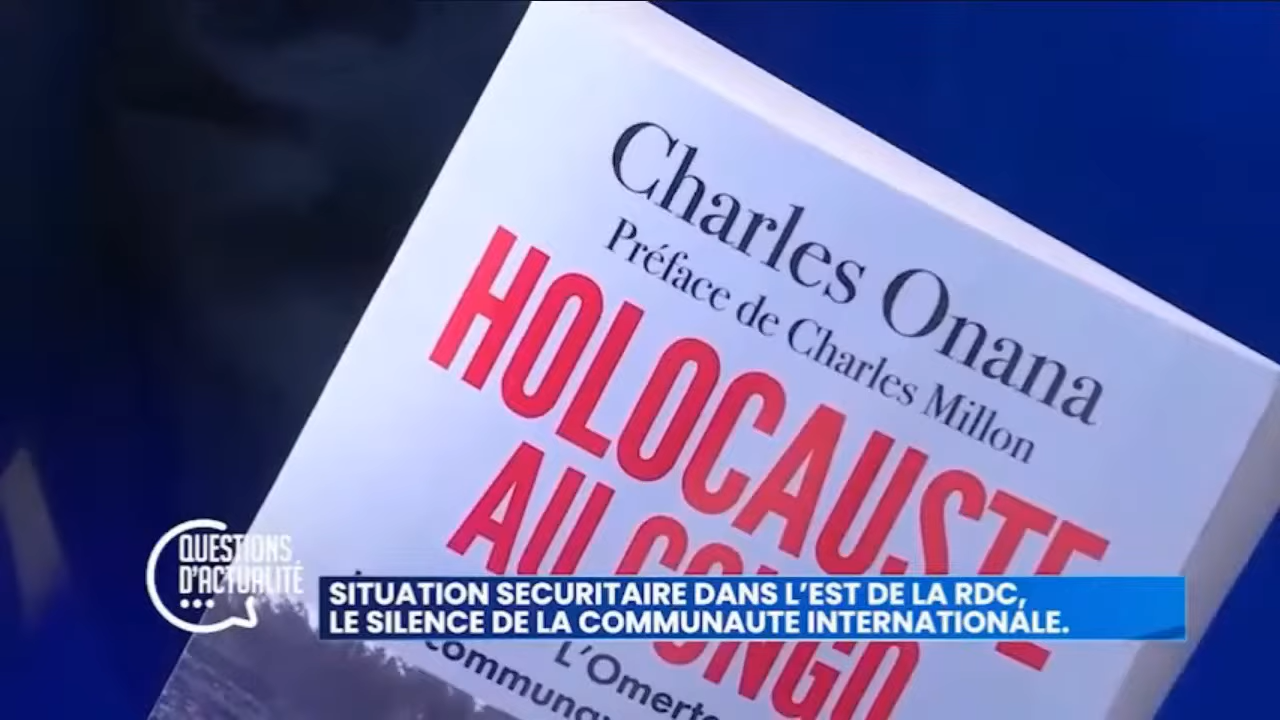 Charles Onana
Préface de Charles Millon
HOLOCAUSTE
AU CONGO
L'Omerta
QUESTIONS
D'ACTUALITÉ
SITUATION SECURITAIRE DANS L'EST DE LA RDC,
LE SILENCE DE LA COMMUNAUTE INTERNATIONALE.